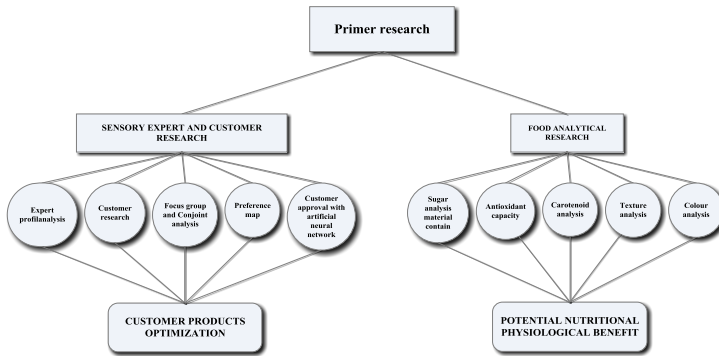 Primer research
SENSORY EXPERT AND CUSTOMER
RESEARCH
FOOD ANALYTICAL
RESEARCH
Expert
profilanalysis
Customer
research
Focus group
and Conjoint
analysis
Preference
map
Customer
approval with
artificial
neural
network
Sugar
analysis
material
contain
Antioxidant
capacity
Carotenoid
analysis
Texture
analysis
Colour
analysis
CUSTOMER PRODUCTS
OPTIMIZATION
POTENTIAL NUTRITIONAL
PHYSIOLOGICAL BENEFIT